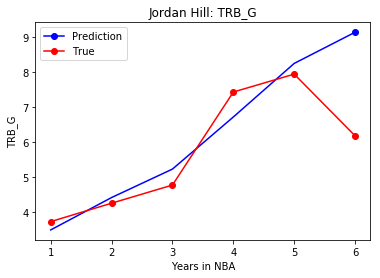 Jordan Hill: TRB_G
Prediction
True
TRB_G
9
8
7
6
5
4
1 2 3 4 5 6
Years in NBA